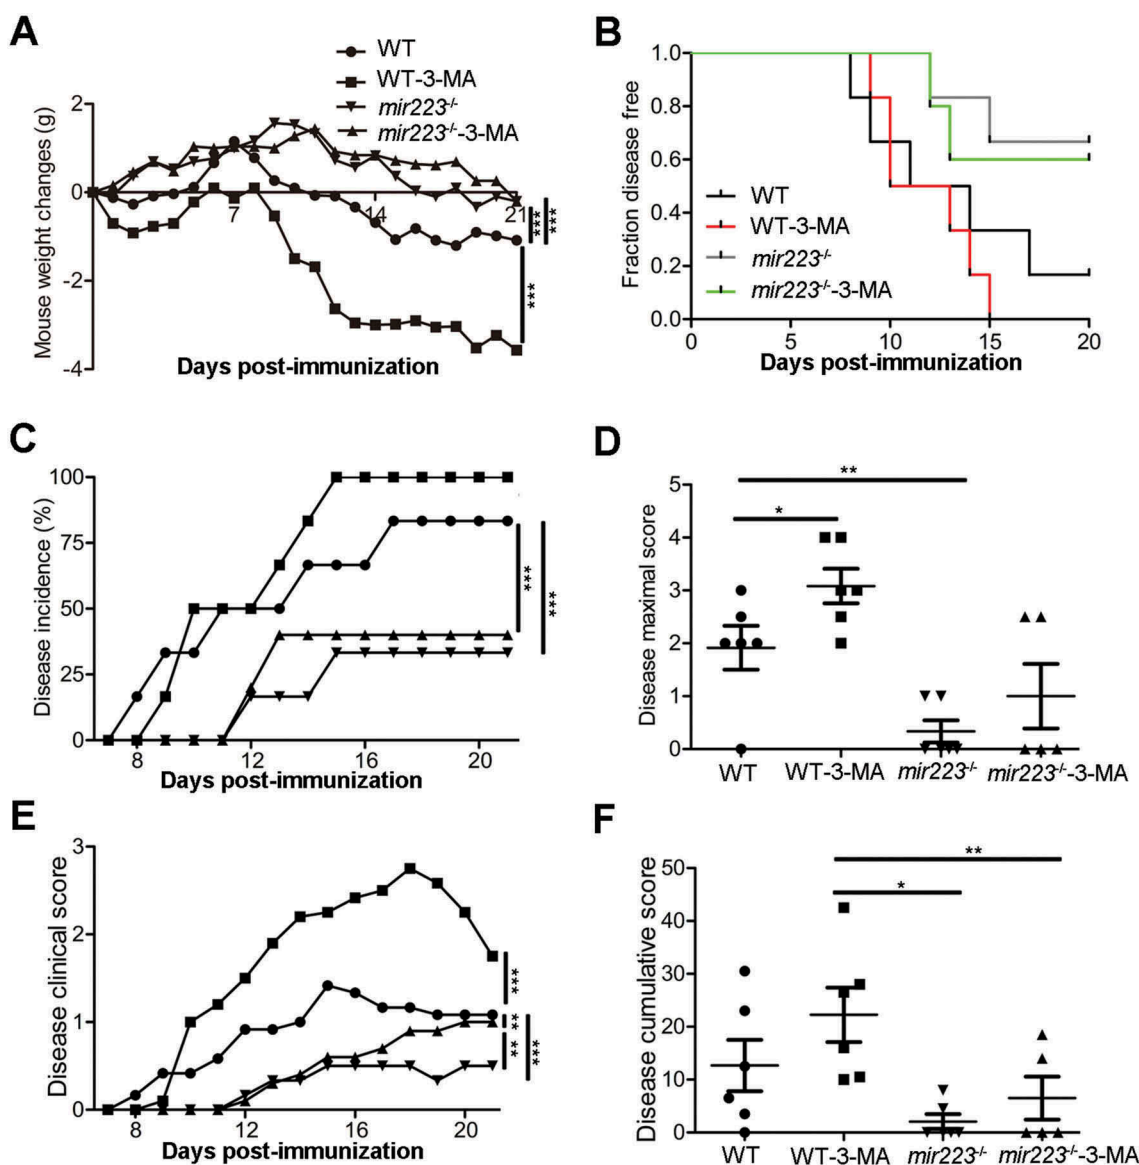 A
WT
WT-3-MA
mir223-/-
mir223-/--3-MA
Mouse weight changes (g)
2
0
-2
-4
7
14
21
***
***
***
Days post-immunization
B
Fraction disease free
1.0
0.8
0.6
0.4
0.2
0.0
WT
WT-3-MA
mir223-/-
mir223-/--3-MA
0 5 10 15 20
Days post-immunization
C
Disease incidence (%)
100
75
50
25
0
***
***
8 12 16 20
Days post-immunization
D
Disease maximal score
5
4
3
2
1
0
**
*
WT WT-3-MA mir223-/- mir223-/--3-MA
E
Disease clinical score
3
2
1
0
***
**
**
***
8 12 16 20
Days post-immunization
F
Disease cumulative score
50
40
30
20
10
0
**
*
WT WT-3-MA mir223-/- mir223-/--3-MA